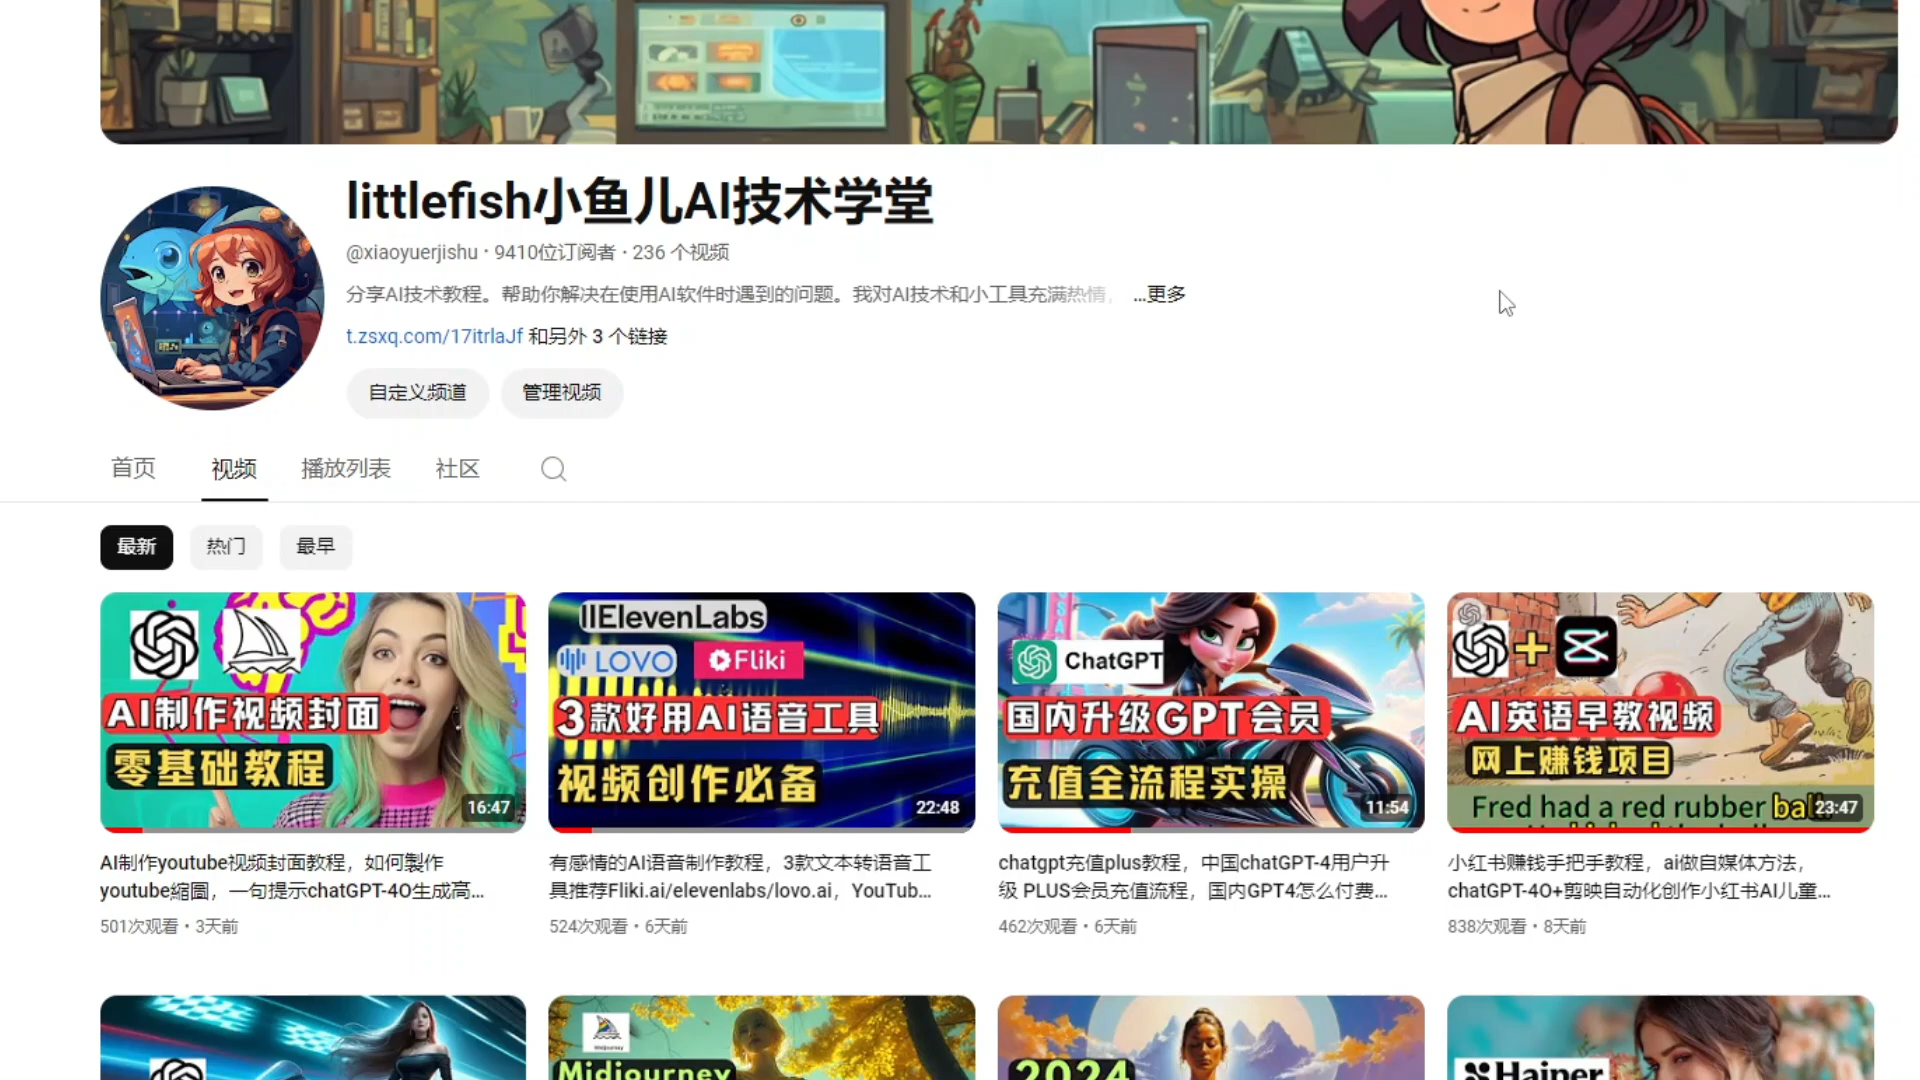 littlefish小鱼儿AI技术学堂
@xiaoyuerjishu · 9410位订阅者 · 236 个视频
分享AI技术教程。帮助你解决在使用AI软件时遇到的问题。我对AI技术和小工具充满热情， ...更多
t.zsxq.com/17itrlaJf 和另外 3 个链接
自定义频道 管理视频
首页 视频 播放列表 社区
最新 热门 最早
AI制作视频封面
零基础教程
16:47
IIElevenLabs
LOVO Fliki
3款好用AI语音工具
视频创作必备
22:48
ChatGPT
国内升级GPT会员
充值全流程实操
11:54
AI英语早教视频
网上赚钱项目
Fred had a red rubber ball
23:47
AI制作youtube视频封面教程，如何製作
youtube縮圖，一句提示chatGPT-4O生成高...
501次观看 · 3天前
有感情的AI语音制作教程，3款文本转语音工
具推荐Fliki.ai/elevenlabs/lovo.ai，YouTub...
524次观看 · 6天前
chatgpt充值plus教程，中国chatGPT-4用户升
级 PLUS会员充值流程，国内GPT4怎么付费...
462次观看 · 6天前
小红书赚钱手把手教程，ai做自媒体方法，
chatGPT-4O+剪映自动化创作小红书AI儿童...
838次观看 · 8天前
Midjourney
2024
Haiper